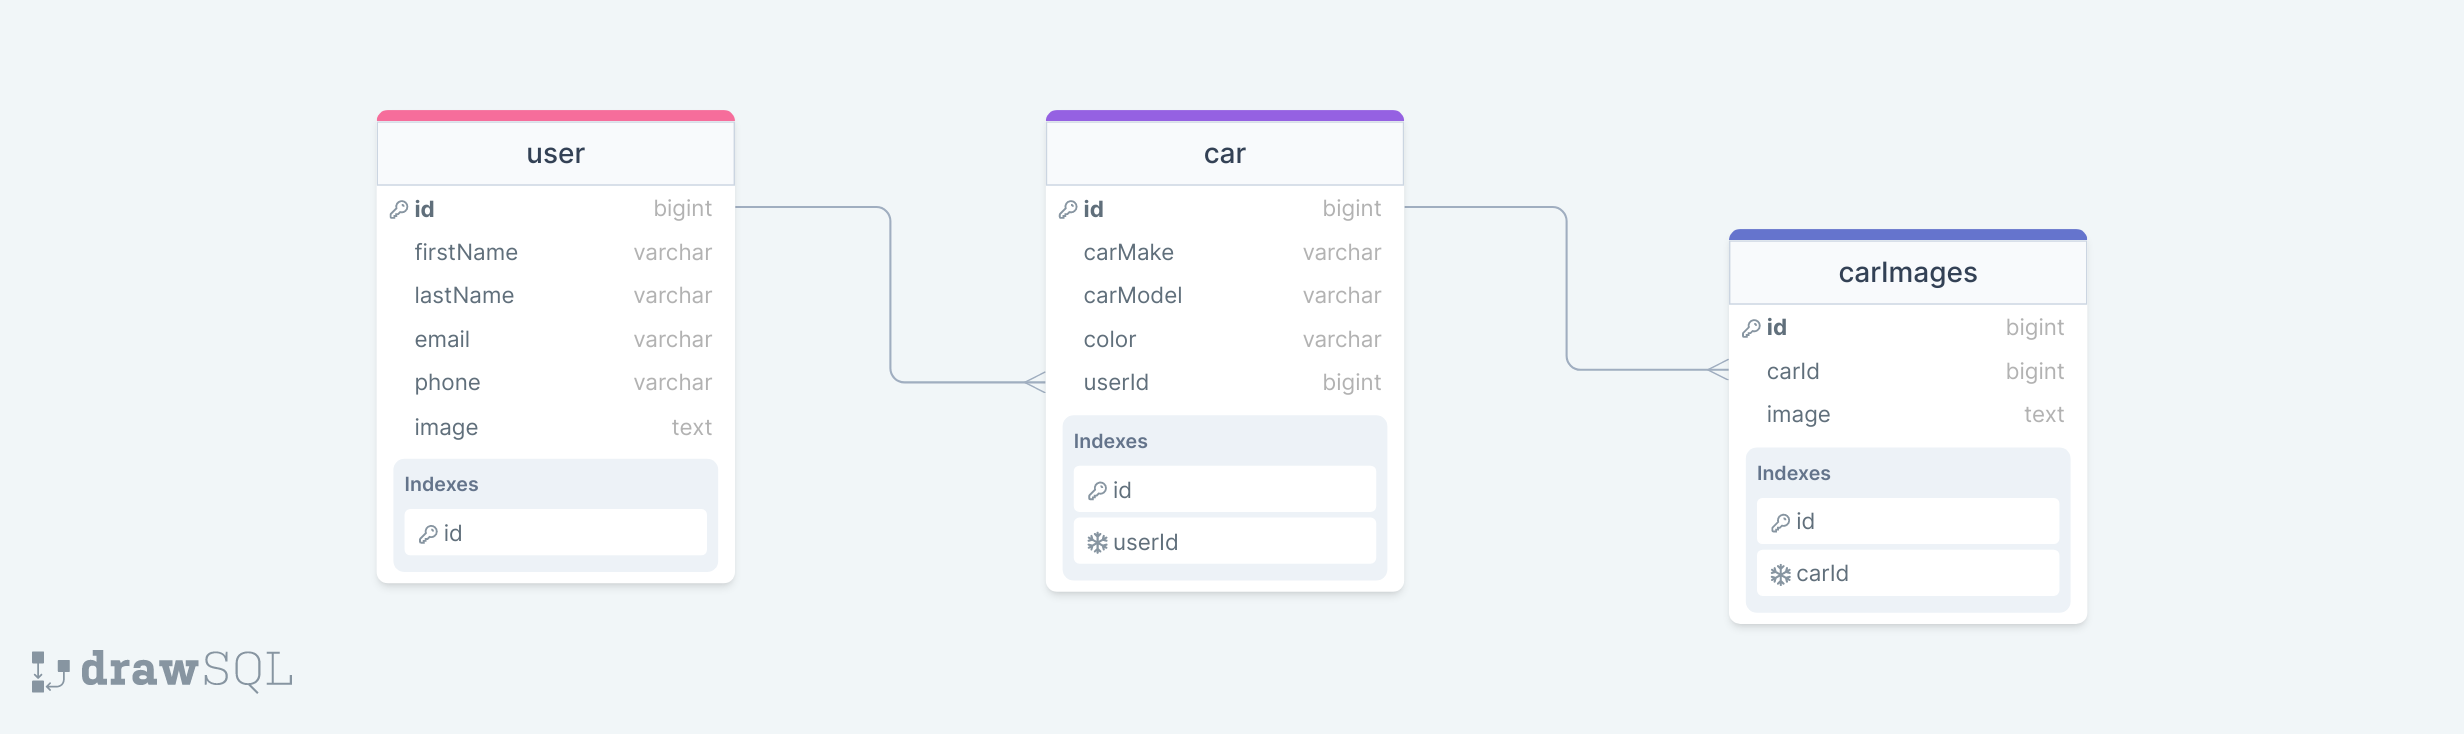 user
id bigint
firstName varchar
lastName varchar
email varchar
phone varchar
image text
Indexes
id
car
id bigint
carMake varchar
carModel varchar
color varchar
userId bigint
Indexes
id
userId
carImages
id bigint
carId bigint
image text
Indexes
id
carId
drawSQL